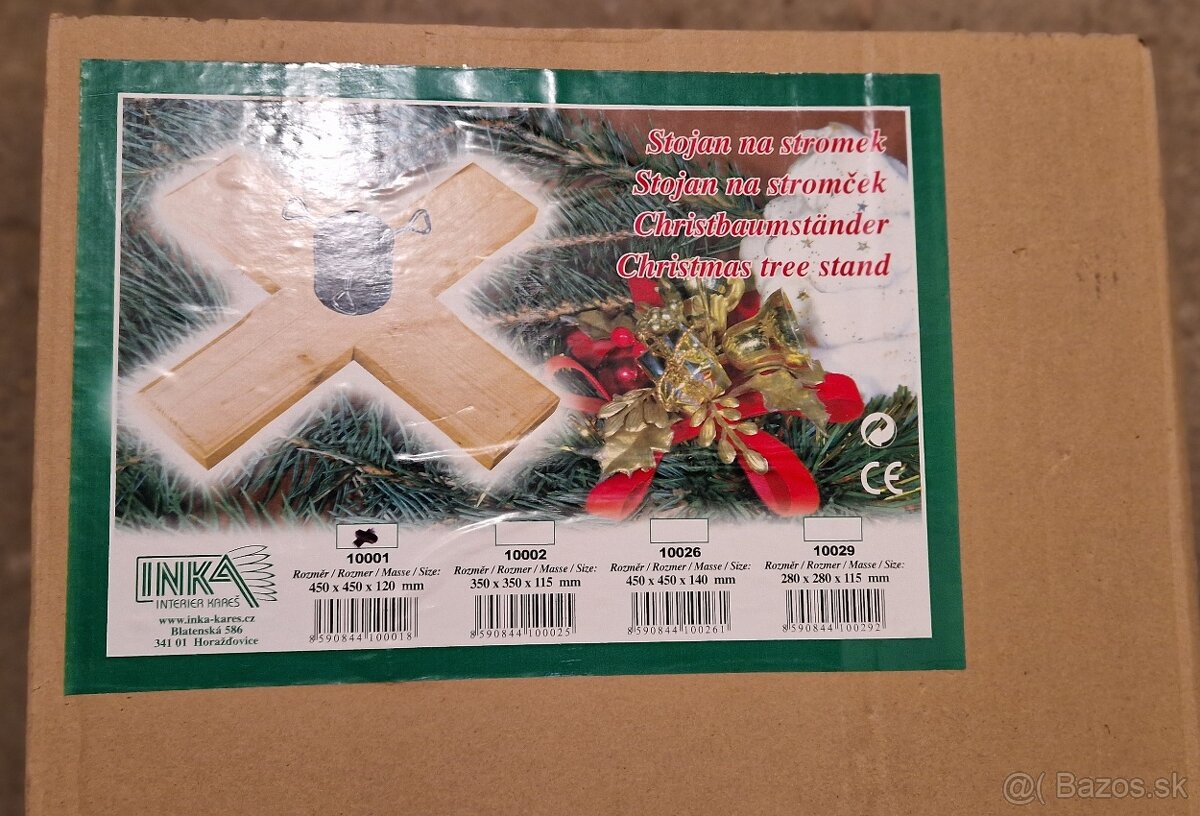 Stojan na stromek
Stojan na stromček
Christbaumständer
Christmas tree stand
CE
INKA
INTERIER KAREŠ
www.inka-kares.cz
Blatenská 586
341 01 Horažďovice
10001
Rozměr / Rozmer / Masse / Size:
450 x 450 x 120 mm
8 590844 100018
10002
Rozměr / Rozmer / Masse / Size:
350 x 350 x 115 mm
8 590844 100025
10026
Rozměr / Rozmer / Masse / Size:
450 x 450 x 140 mm
8 590844 100261
10029
Rozměr / Rozmer / Masse / Size:
280 x 280 x 115 mm
8 590844 100292
@( Bazos.sk